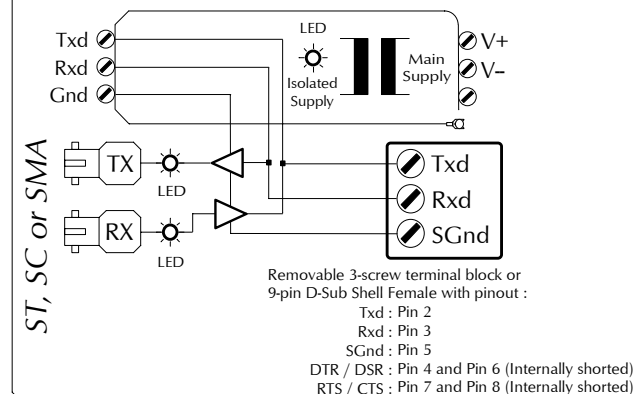 Txd
Rxd
Gnd
LED
Isolated
Supply
Main
Supply
V+
V–
ST, SC or SMA
TX
LED
RX
LED
Txd
Rxd
SGnd
Removable 3-screw terminal block or
9-pin D-Sub Shell Female with pinout :
Txd : Pin 2
Rxd : Pin 3
SGnd : Pin 5
DTR / DSR : Pin 4 and Pin 6 (Internally shorted)
RTS / CTS : Pin 7 and Pin 8 (Internally shorted)